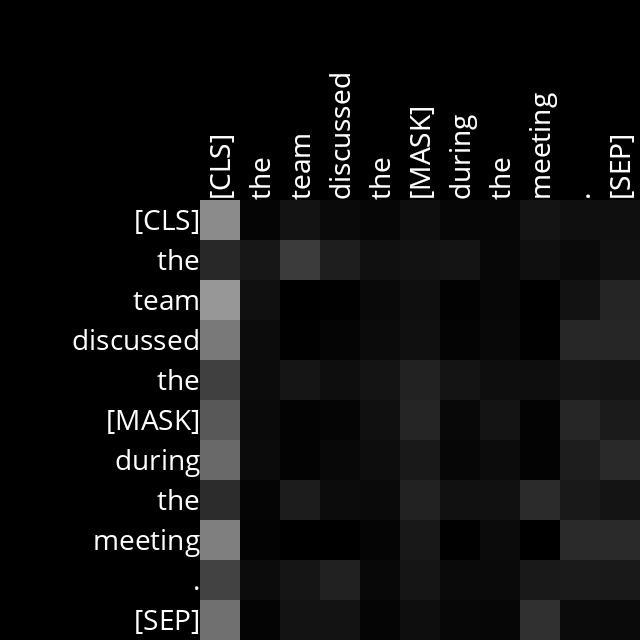 [CLS] the team discussed the [MASK] during the meeting . [SEP]
[CLS]
the
team
discussed
the
[MASK]
during
the
meeting
.
[SEP]